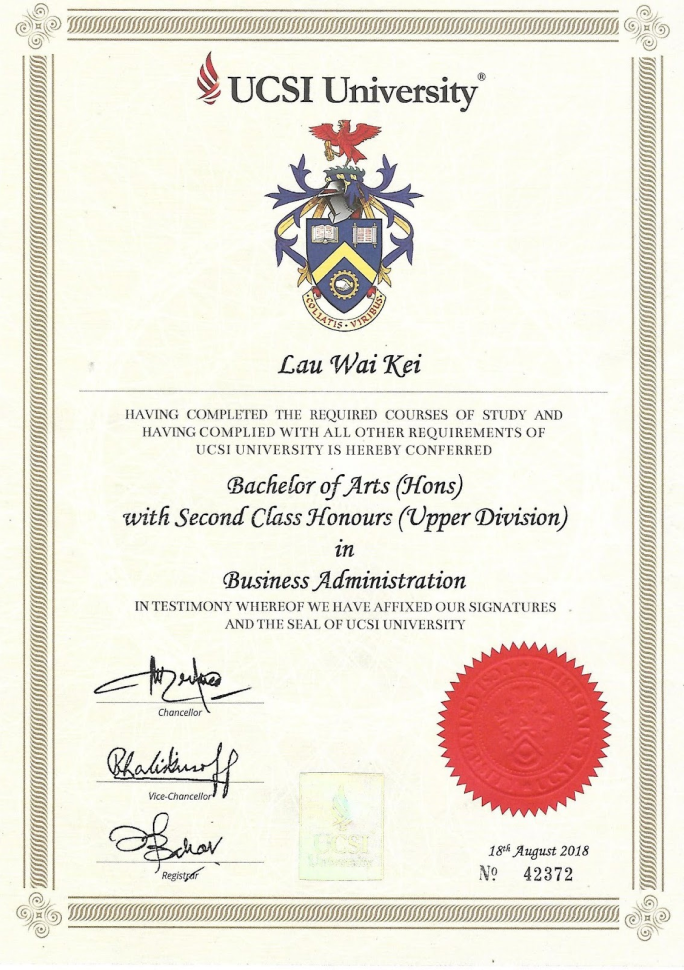 UCSI University®
COLLATIS · VIRIBUS
Lau Wai Kei
HAVING COMPLETED THE REQUIRED COURSES OF STUDY AND
HAVING COMPLIED WITH ALL OTHER REQUIREMENTS OF
UCSI UNIVERSITY IS HEREBY CONFERRED
Bachelor of Arts (Hons)
with Second Class Honours (Upper Division)
in
Business Administration
IN TESTIMONY WHEREOF WE HAVE AFFIXED OUR SIGNATURES
AND THE SEAL OF UCSI UNIVERSITY
Chancellor
Vice-Chancellor
Registrar
UCSI
University
18th August 2018
Nº 42372